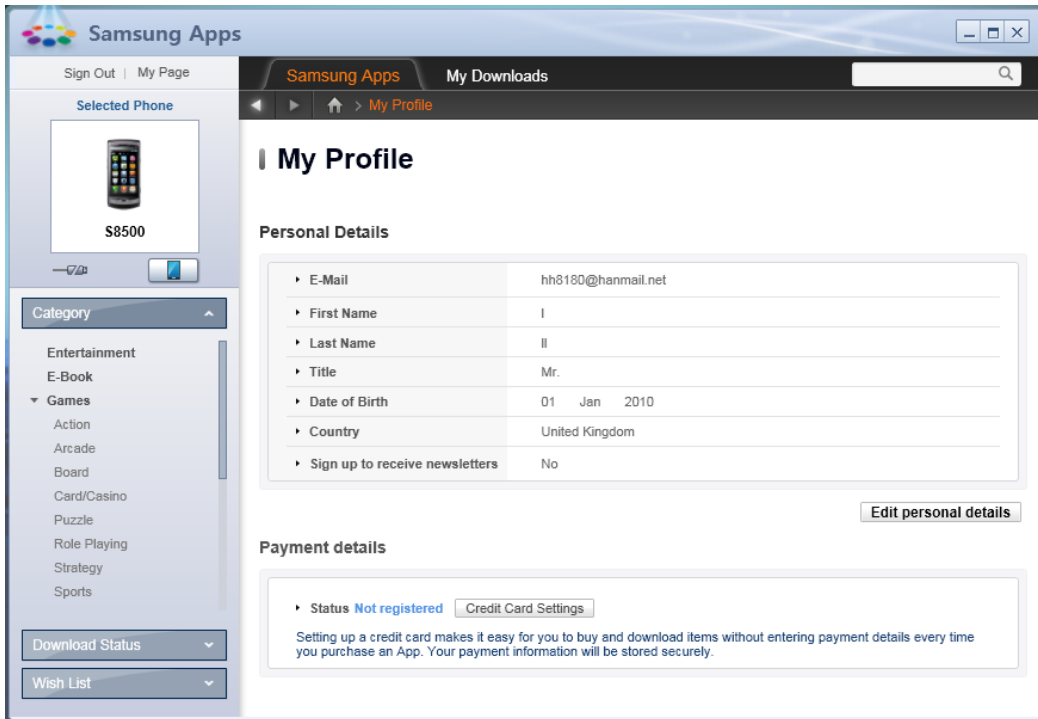 Samsung Apps
Sign Out | My Page
Selected Phone
S8500
Category
Entertainment
E-Book
Games
Action
Arcade
Board
Card/Casino
Puzzle
Role Playing
Strategy
Sports
Download Status
Wish List
Samsung Apps My Downloads
> My Profile
My Profile
Personal Details
E-Mail hh8180@hanmail.net
First Name I
Last Name II
Title Mr.
Date of Birth 01 Jan 2010
Country United Kingdom
Sign up to receive newsletters No
Edit personal details
Payment details
Status Not registered Credit Card Settings
Setting up a credit card makes it easy for you to buy and download items without entering payment details every time
you purchase an App. Your payment information will be stored securely.